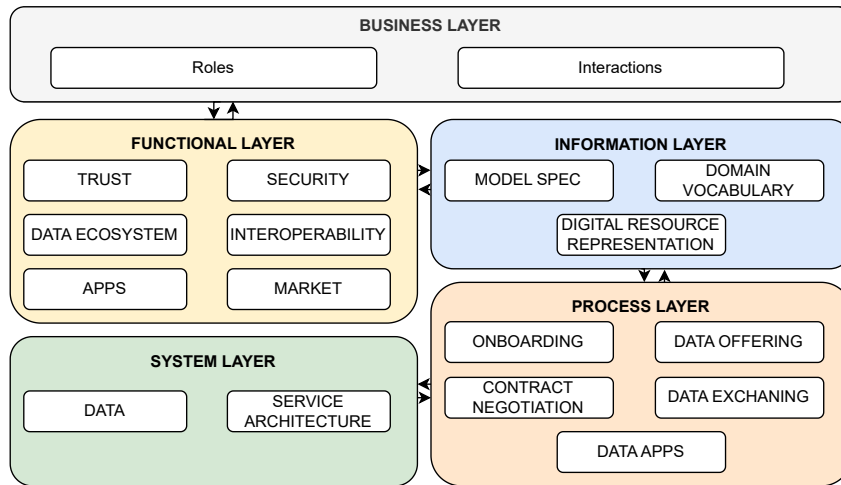 BUSINESS LAYER
Roles
Interactions
FUNCTIONAL LAYER
TRUST
SECURITY
DATA ECOSYSTEM
INTEROPERABILITY
APPS
MARKET
INFORMATION LAYER
MODEL SPEC
DOMAIN
VOCABULARY
DIGITAL RESOURCE
REPRESENTATION
SYSTEM LAYER
DATA
SERVICE
ARCHITECTURE
PROCESS LAYER
ONBOARDING
DATA OFFERING
CONTRACT
NEGOTIATION
DATA EXCHANING
DATA APPS